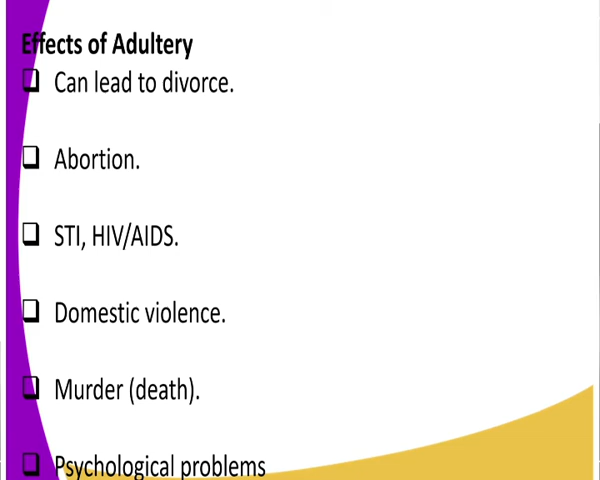 Effects of Adultery
❑ Can lead to divorce.
❑ Abortion.
❑ STI, HIV/AIDS.
❑ Domestic violence.
❑ Murder (death).
❑ Psychological problems